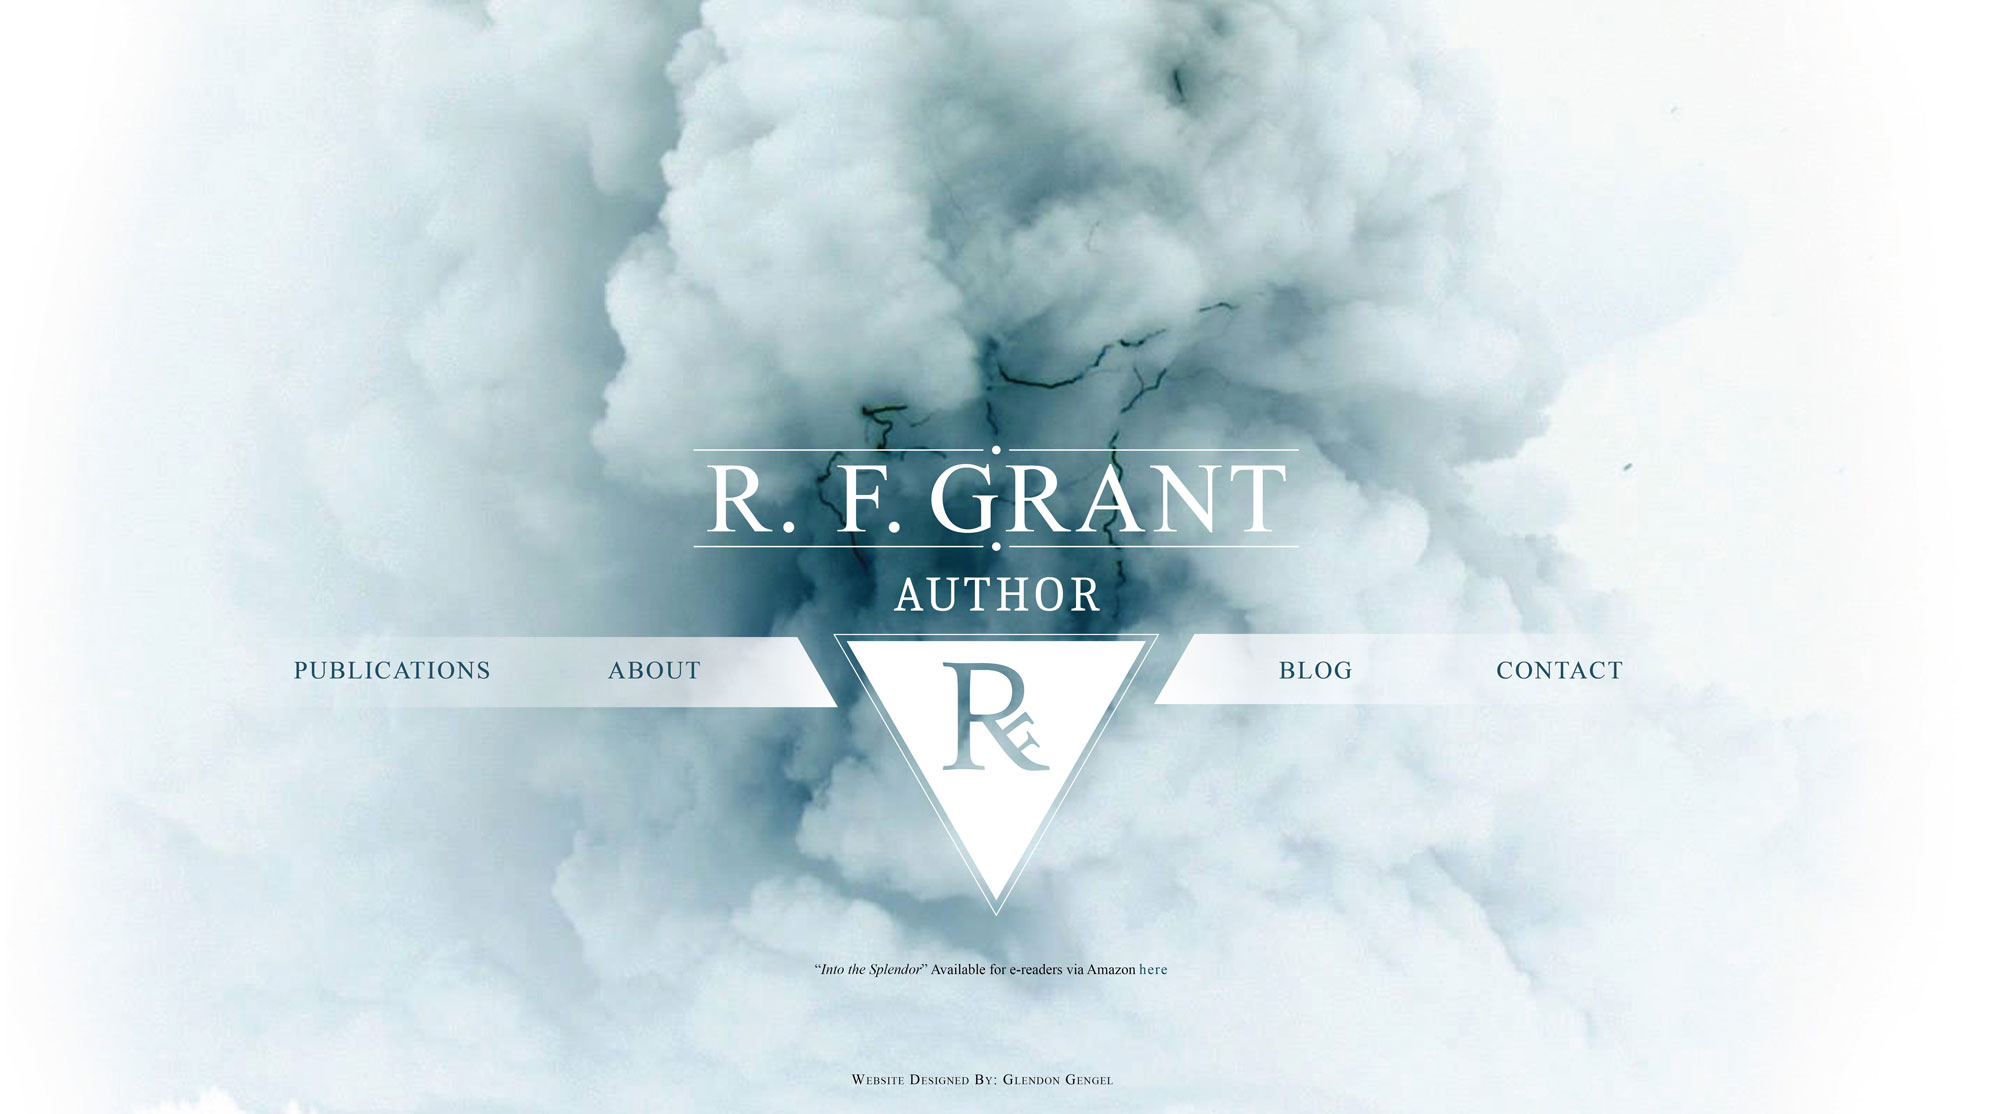 R. F. GRANT
AUTHOR
PUBLICATIONS ABOUT BLOG CONTACT
RG
“Into the Splendor” Available for e-readers via Amazon here
Website Designed By: Glendon Gengel